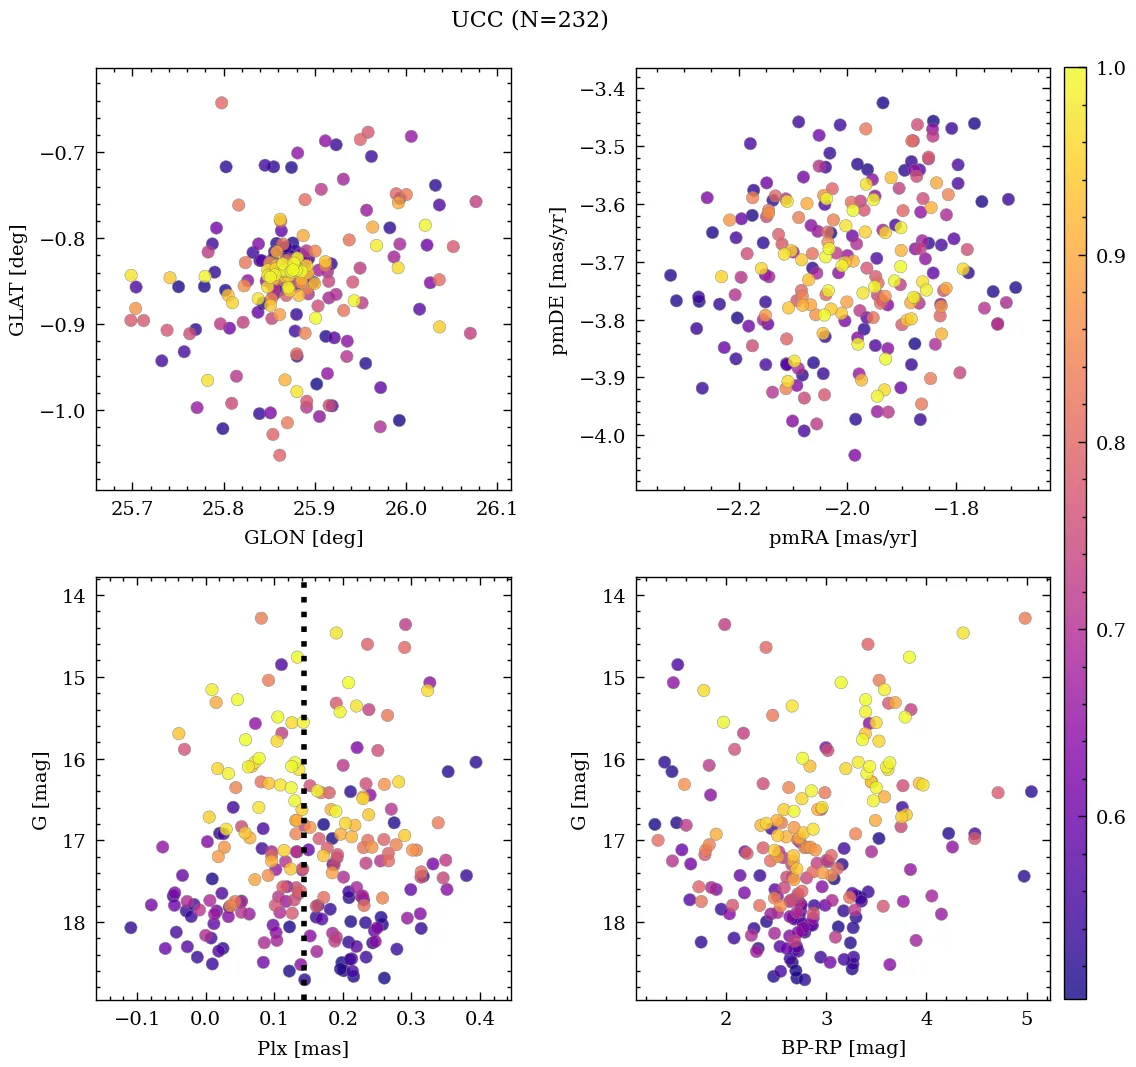 UCC (N=232)
−0.7
−0.8
−0.9
−1.0
GLAT [deg]
25.7 25.8 25.9 26.0 26.1
GLON [deg]
−3.4
−3.5
−3.6
−3.7
−3.8
−3.9
−4.0
pmDE [mas/yr]
−2.2 −2.0 −1.8
pmRA [mas/yr]
14
15
16
17
18
G [mag]
−0.1 0.0 0.1 0.2 0.3 0.4
Plx [mas]
14
15
16
17
18
G [mag]
2 3 4 5
BP-RP [mag]
1.0
0.9
0.8
0.7
0.6